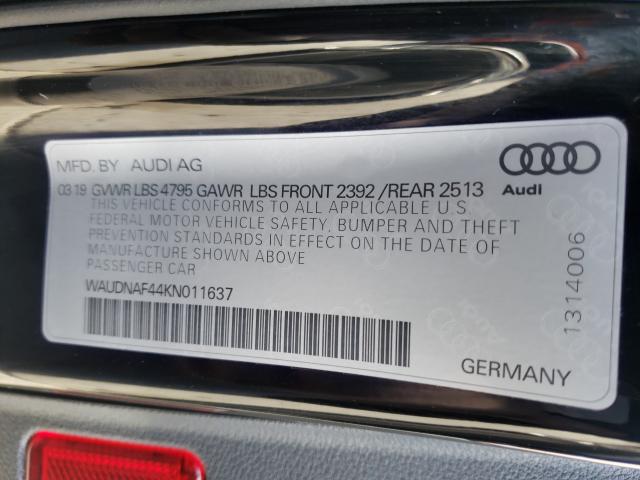 MFD. BY AUDI AG
03 19 GVWR LBS 4795 GAWR LBS FRONT 2392 /REAR 2513
THIS VEHICLE CONFORMS TO ALL APPLICABLE U.S
FEDERAL MOTOR VEHICLE SAFETY, BUMPER AND THEFT
PREVENTION STANDARDS IN EFFECT ON THE DATE OF
MANUFACTURE SHOWN ABOVE
PASSENGER CAR
WAUDNAF44KN011637
Audi
1314006
GERMANY